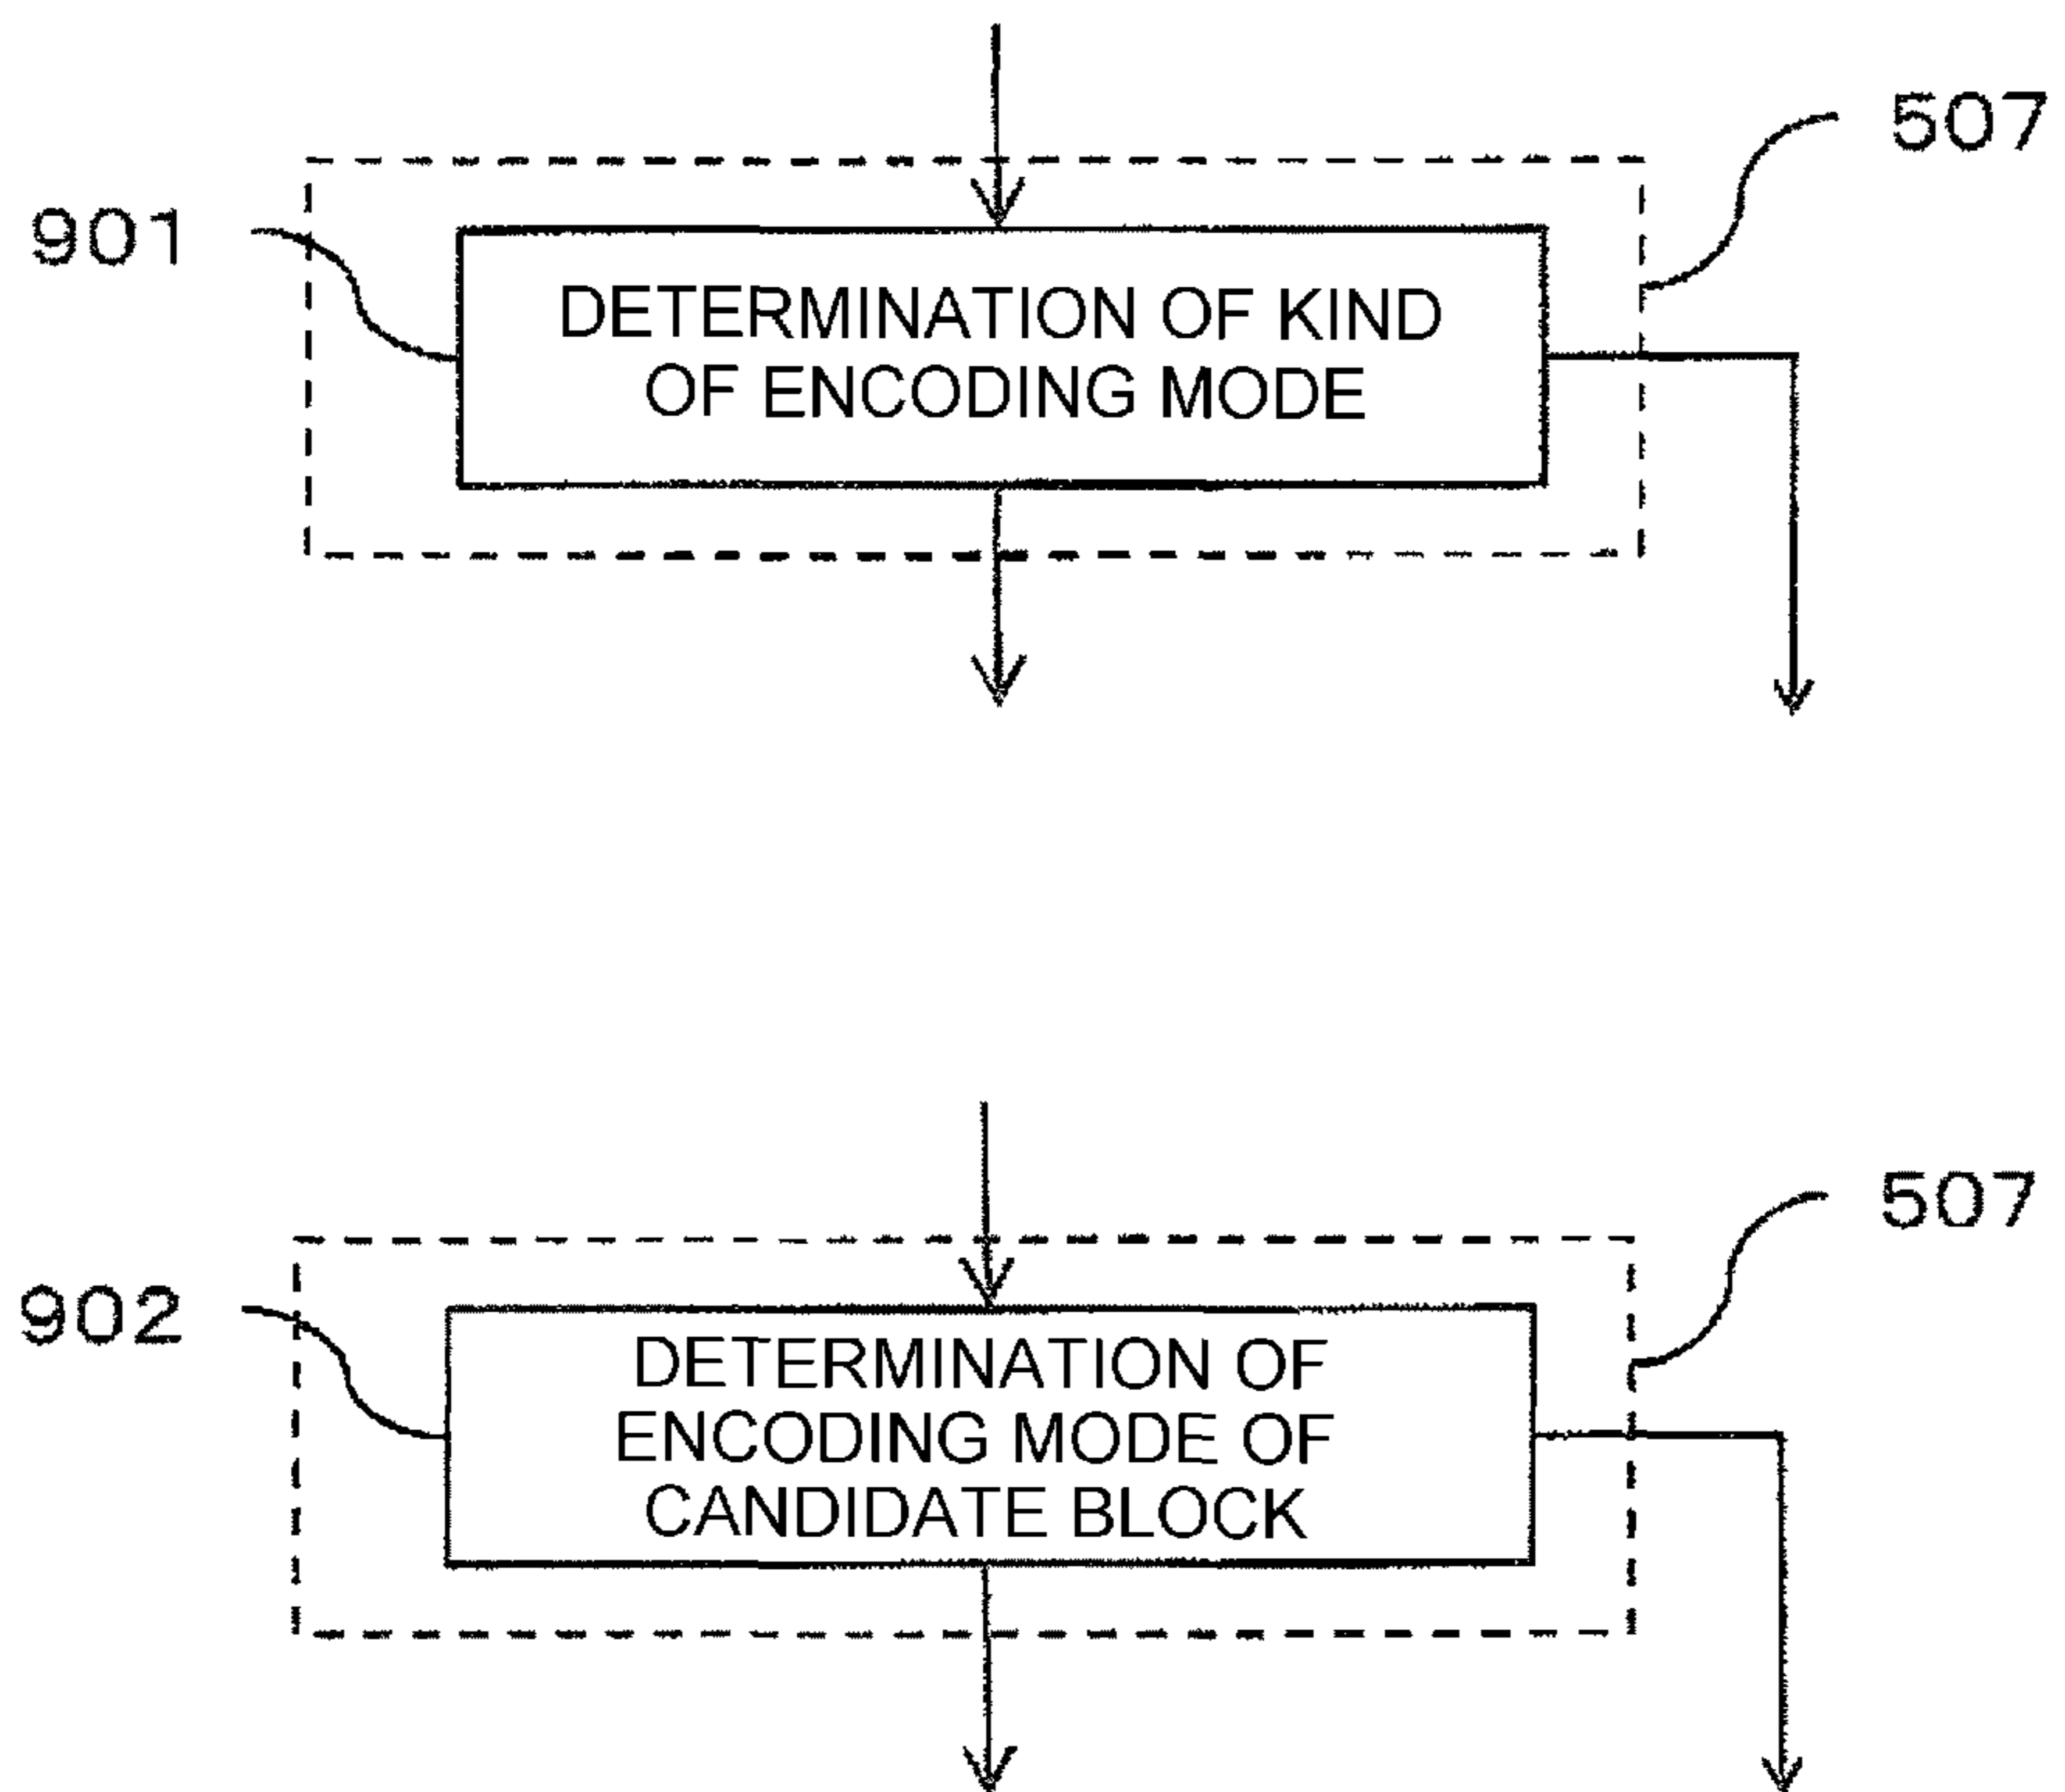 507
901
DETERMINATION OF KIND
OF ENCODING MODE
507
902
DETERMINATION OF
ENCODING MODE OF
CANDIDATE BLOCK